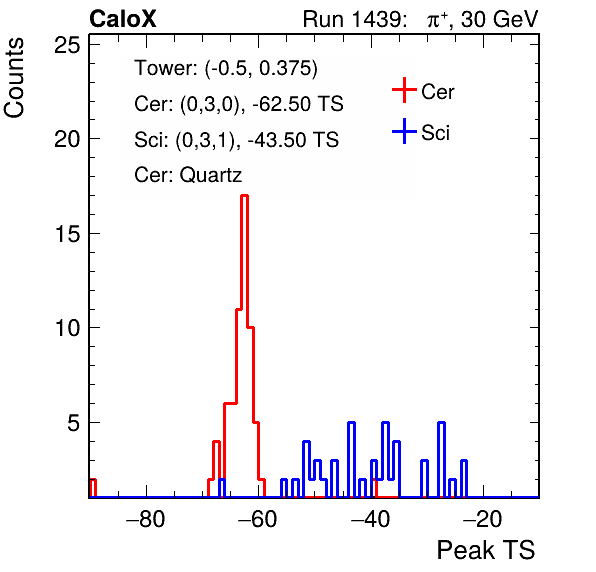 CaloX Run 1439: π⁺, 30 GeV
Counts
25
20
15
10
5
Tower: (-0.5, 0.375)
Cer: (0,3,0), -62.50 TS
Sci: (0,3,1), -43.50 TS
Cer: Quartz
Cer
Sci
−80 −60 −40 −20
Peak TS